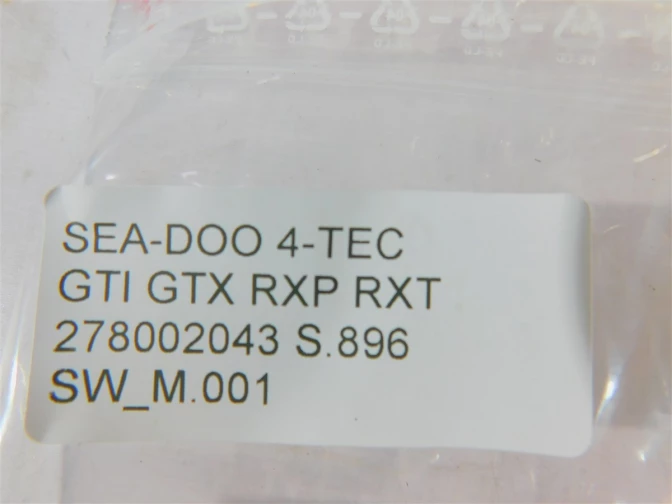 SEA-DOO 4-TEC
GTI GTX RXP RXT
278002043 S.896
SW_M.001